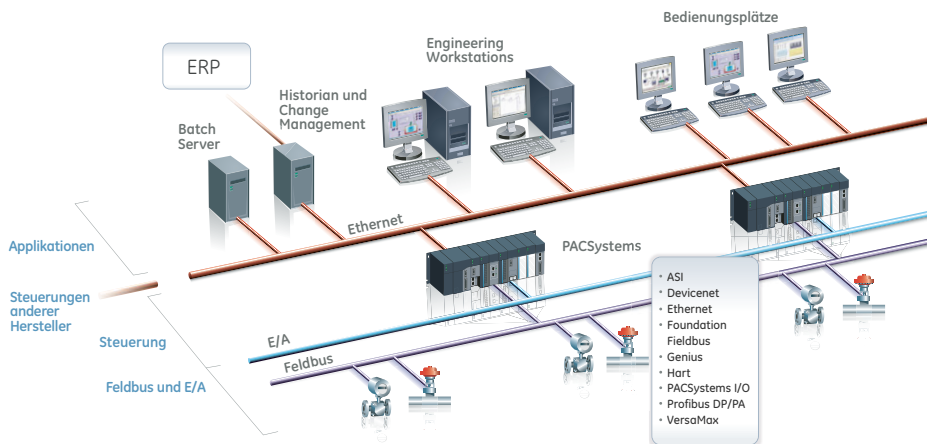 Bedienungsplätze
Engineering
Workstations
ERP
Historian und
Change
Management
Batch
Server
Ethernet
Applikationen
PACSystems
Steuerungen
anderer
Hersteller
Steuerung
E/A
Feldbus
Feldbus und E/A
• ASI
• Devicenet
• Ethernet
• Foundation
Fieldbus
• Genius
• Hart
• PACSystems I/O
• Profibus DP/PA
• VersaMax